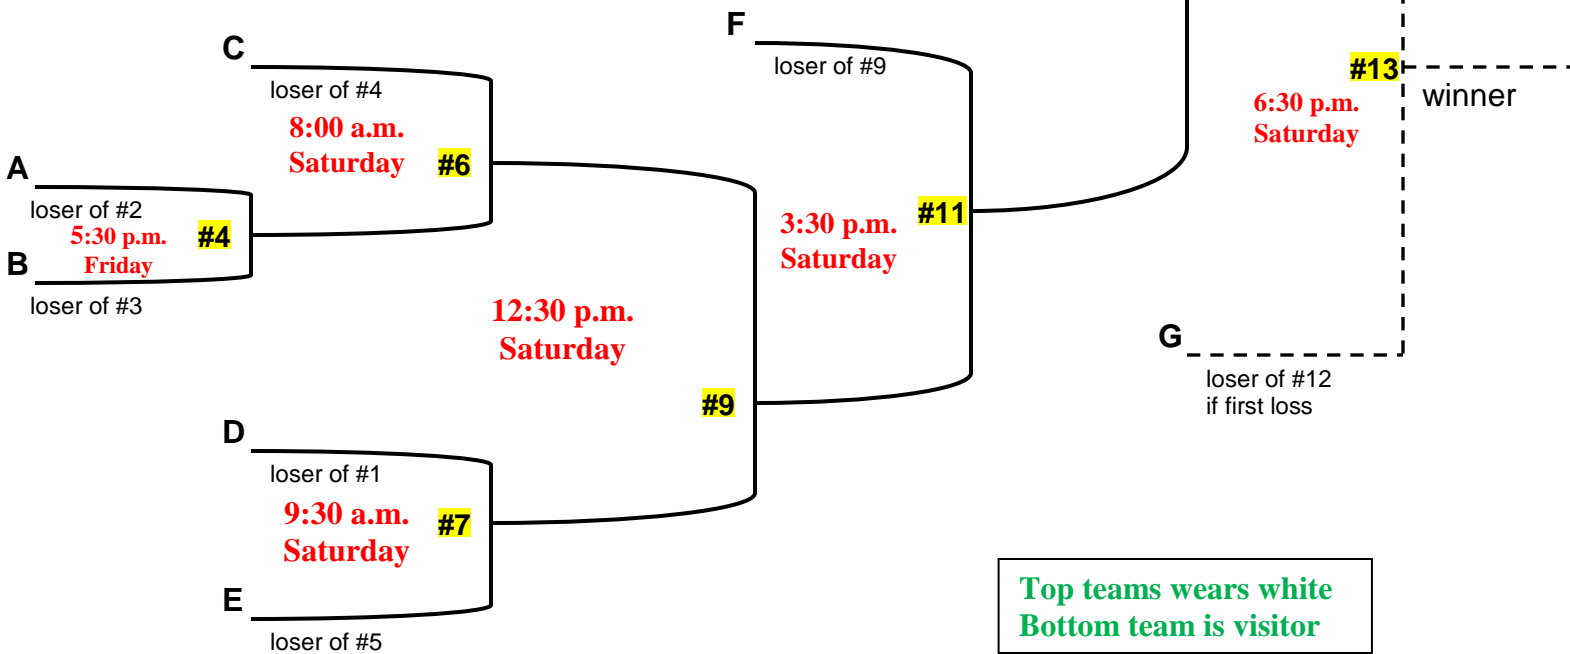 C
loser of #4
8:00 a.m.
Saturday
#6
A
loser of #2
5:30 p.m.
Friday
#4
B
loser of #3
12:30 p.m.
Saturday
#9
D
loser of #1
9:30 a.m.
Saturday
#7
E
loser of #5
F
loser of #9
3:30 p.m.
Saturday
#11
#13
6:30 p.m.
Saturday
winner
G
loser of #12
if first loss
Top teams wears white
Bottom team is visitor